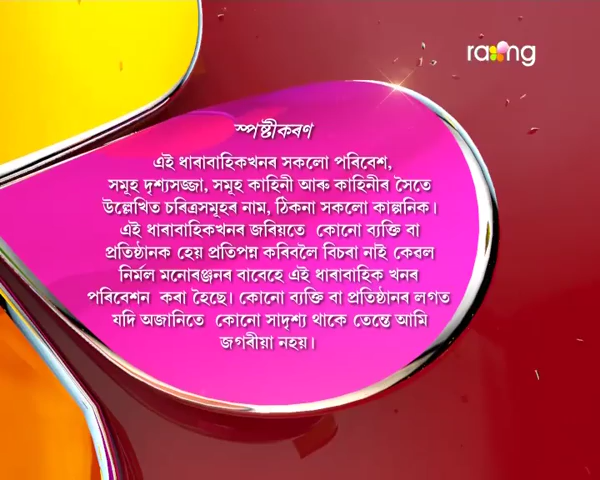 rang
স্পষ্টীকৰণ
এই ধাৰাবাহিকখনৰ সকলো পৰিবেশ,
সমূহ দৃশ্যসজ্জা, সমূহ কাহিনী আৰু কাহিনীৰ সৈতে
উল্লেখিত চৰিত্ৰসমূহৰ নাম, ঠিকনা সকলো কাল্পনিক।
এই ধাৰাবাহিকখনৰ জৰিয়তে কোনো ব্যক্তি বা
প্ৰতিষ্ঠানক হেয় প্ৰতিপন্ন কৰিবলৈ বিচৰা নাই কেৱল
নিৰ্মল মনোৰঞ্জনৰ বাবেহে এই ধাৰাবাহিক খনৰ
পৰিবেশন কৰা হৈছে। কোনো ব্যক্তি বা প্ৰতিষ্ঠানৰ লগত
যদি অজানিতে কোনো সাদৃশ্য থাকে তেন্তে আমি
জগৰীয়া নহয়।